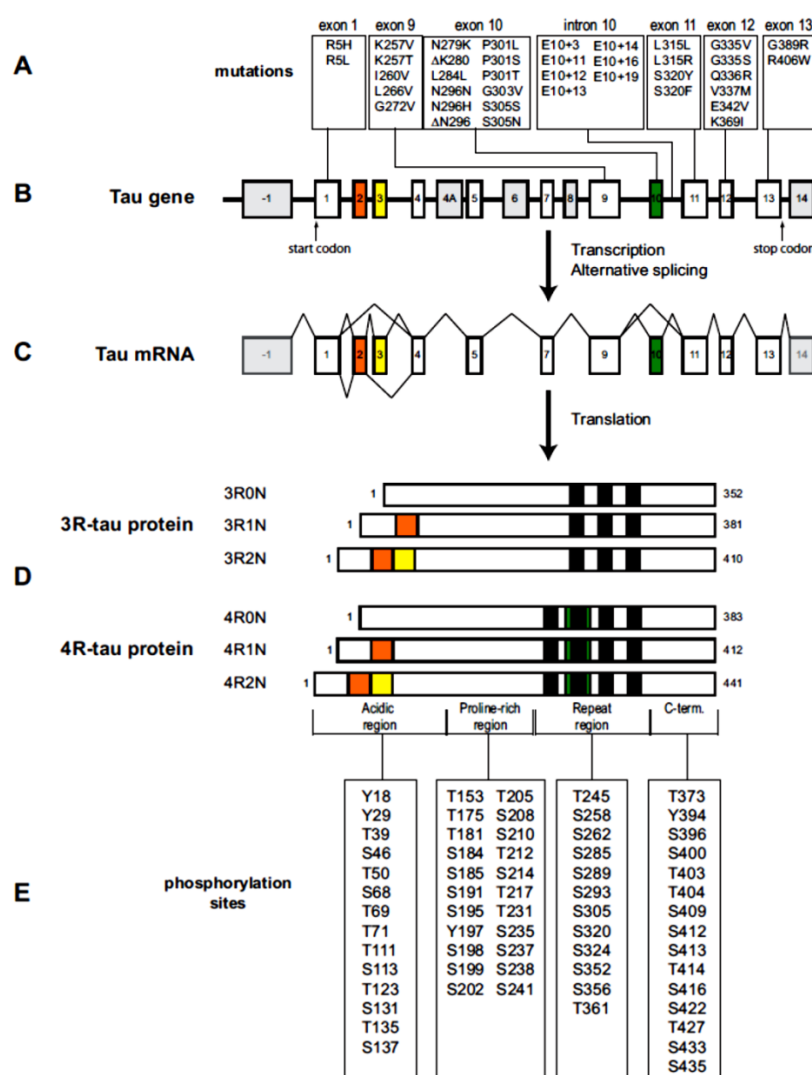 exon 1 exon 9 exon 10 intron 10 exon 11 exon 12 exon 13
A
mutations
R5H
R5L
K257V
K257T
I260V
L266V
G272V
N279K P301L
ΔK280 P301S
L284L P301T
N296N G303V
N296H S305S
ΔN296 S305N
E10+3 E10+14
E10+11 E10+16
E10+12 E10+19
E10+13
L315L
L315R
S320Y
S320F
G335V
G335S
Q336R
V337M
E342V
K369I
G389R
R406W
B
Tau gene
-1 1 2 3 4 4A 5 6 7 8 9 10 11 12 13 14
start codon stop codon
Transcription
Alternative splicing
C
Tau mRNA
-1 1 2 3 4 5 7 9 10 11 12 13 14
Translation
D
3R-tau protein
3R0N 1 352
3R1N 1 381
3R2N 1 410
4R-tau protein
4R0N 1 383
4R1N 1 412
4R2N 1 441
Acidic
region
Proline-rich
region
Repeat
region
C-term.
E
phosphorylation
sites
Y18
Y29
T39
S46
T50
S68
T69
T71
T111
S113
T123
S131
T135
S137
T153 T205
T175 S208
T181 S210
S184 T212
S185 S214
S191 T217
S195 T231
Y197 S235
S198 S237
S199 S238
S202 S241
T245
S258
S262
S285
S289
S293
S305
S320
S324
S352
S356
T361
T373
Y394
S396
S400
T403
T404
S409
S412
S413
T414
S416
S422
T427
S433
S435